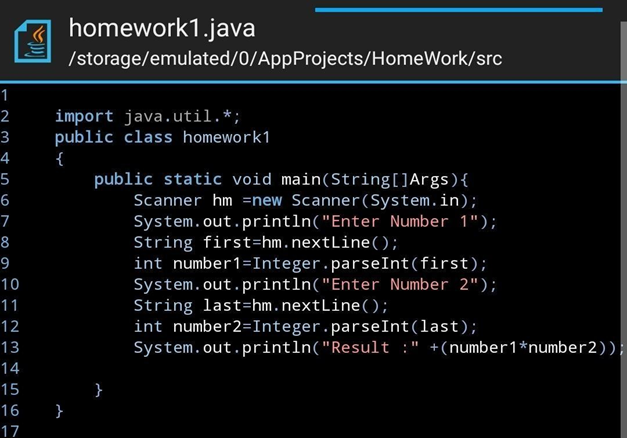 homework1.java
/storage/emulated/0/AppProjects/HomeWork/src
1
2 import java.util.*;
3 public class homework1
4 {
5 public static void main(String[]Args){
6 Scanner hm =new Scanner(System.in);
7 System.out.println("Enter Number 1");
8 String first=hm.nextLine();
9 int number1=Integer.parseInt(first);
10 System.out.println("Enter Number 2");
11 String last=hm.nextLine();
12 int number2=Integer.parseInt(last);
13 System.out.println("Result :" +(number1*number2));
14
15 }
16 }
17